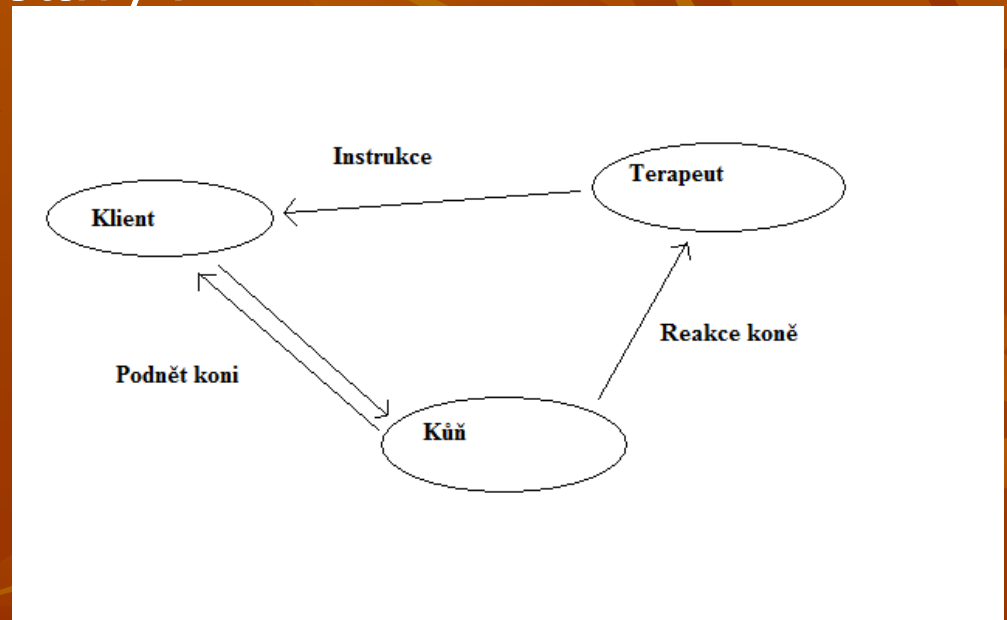 Instrukce
Terapeut
Klient
Reakce koně
Podnět koni
Kůň